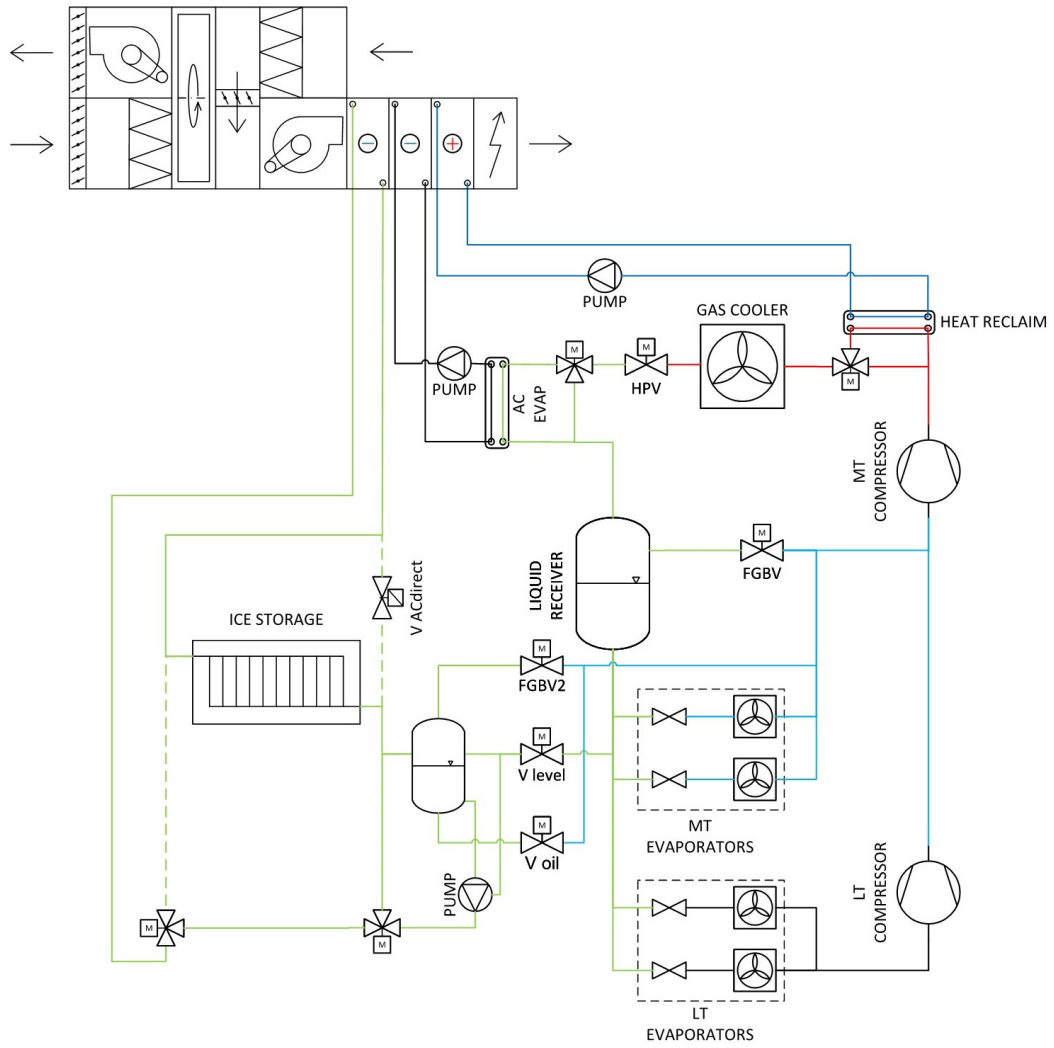 PUMP
GAS COOLER
HEAT RECLAIM
M
M
PUMP
HPV
M
AC
EVAP
MT
COMPRESSOR
M
FGBV
LIQUID
RECEIVER
V ACdirect
ICE STORAGE
M
FGBV2
M
V level
MT
EVAPORATORS
M
V oil
PUMP
LT
COMPRESSOR
M
M
LT
EVAPORATORS